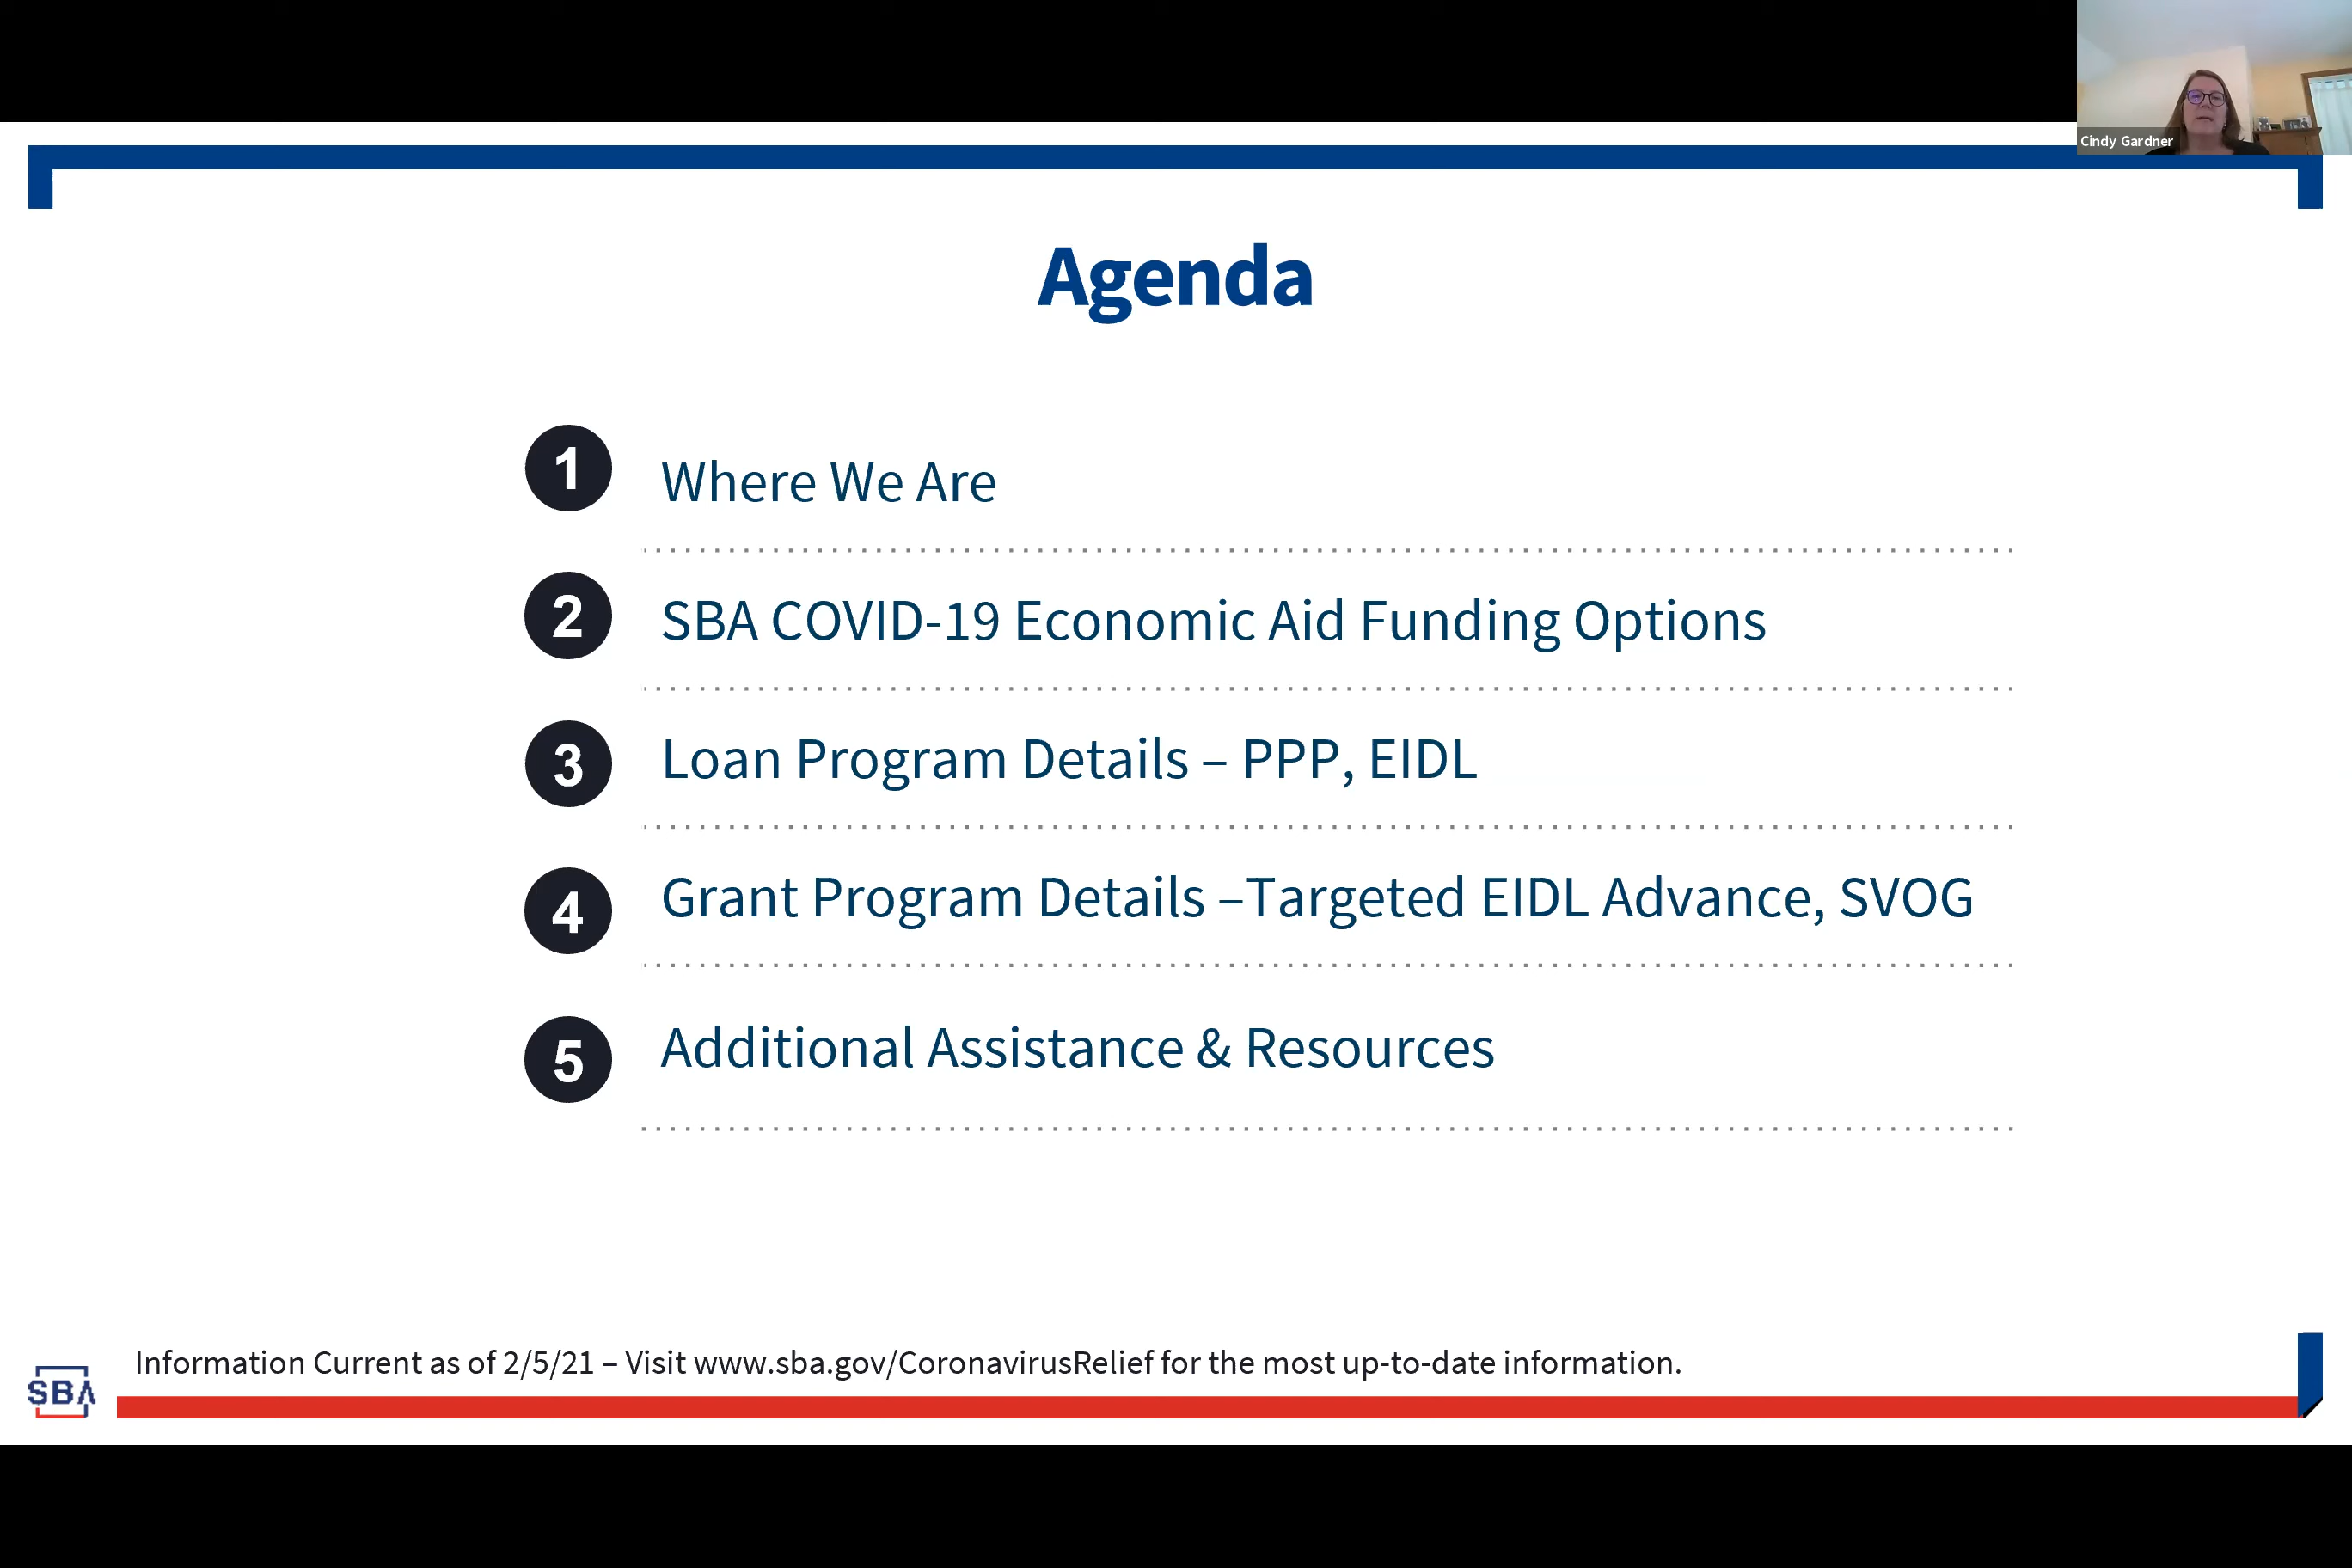 Cindy Gardner
Agenda
1 Where We Are
2 SBA COVID-19 Economic Aid Funding Options
3 Loan Program Details – PPP, EIDL
4 Grant Program Details –Targeted EIDL Advance, SVOG
5 Additional Assistance & Resources
Information Current as of 2/5/21 – Visit www.sba.gov/CoronavirusRelief for the most up-to-date information.
SBA